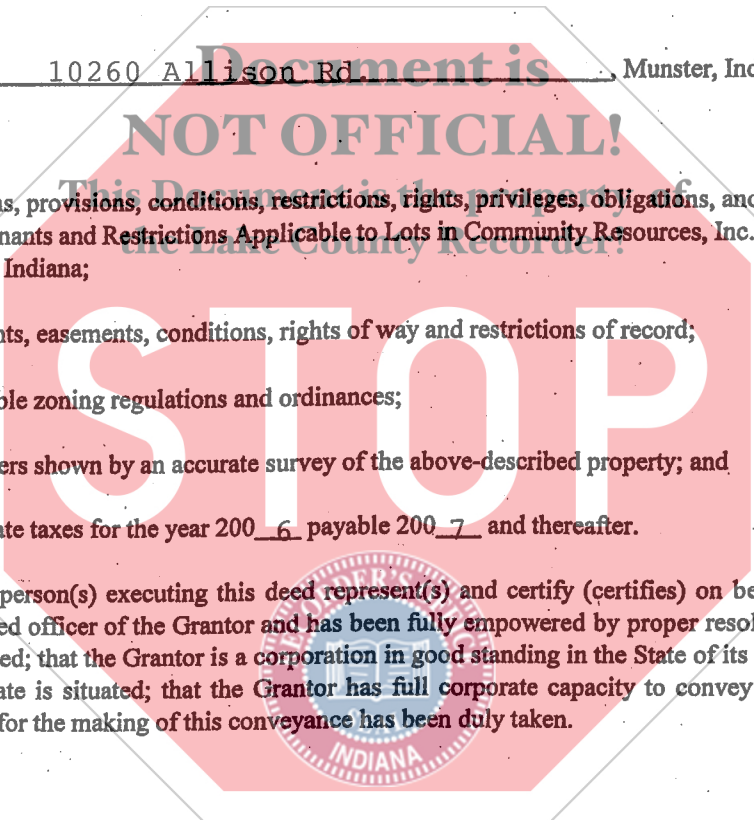 Document is
10260 Allison Rd. , Munster, Ind
NOT OFFICIAL!
This Document is the property of
s, provisions, conditions, restrictions, rights, privileges, obligations, and
nants and Restrictions Applicable to Lots in Community Resources, Inc.
the Lake County Recorder!
Indiana;
nts, easements, conditions, rights of way and restrictions of record;
STOP
ble zoning regulations and ordinances;
ers shown by an accurate survey of the above-described property; and
ate taxes for the year 200 6 payable 200 7 and thereafter.
person(s) executing this deed represent(s) and certify (certifies) on be
ed officer of the Grantor and has been fully empowered by proper resol
ed; that the Grantor is a corporation in good standing in the State of its
ate is situated; that the Grantor has full corporate capacity to convey
for the making of this conveyance has been duly taken.
SEAL
INDIANA